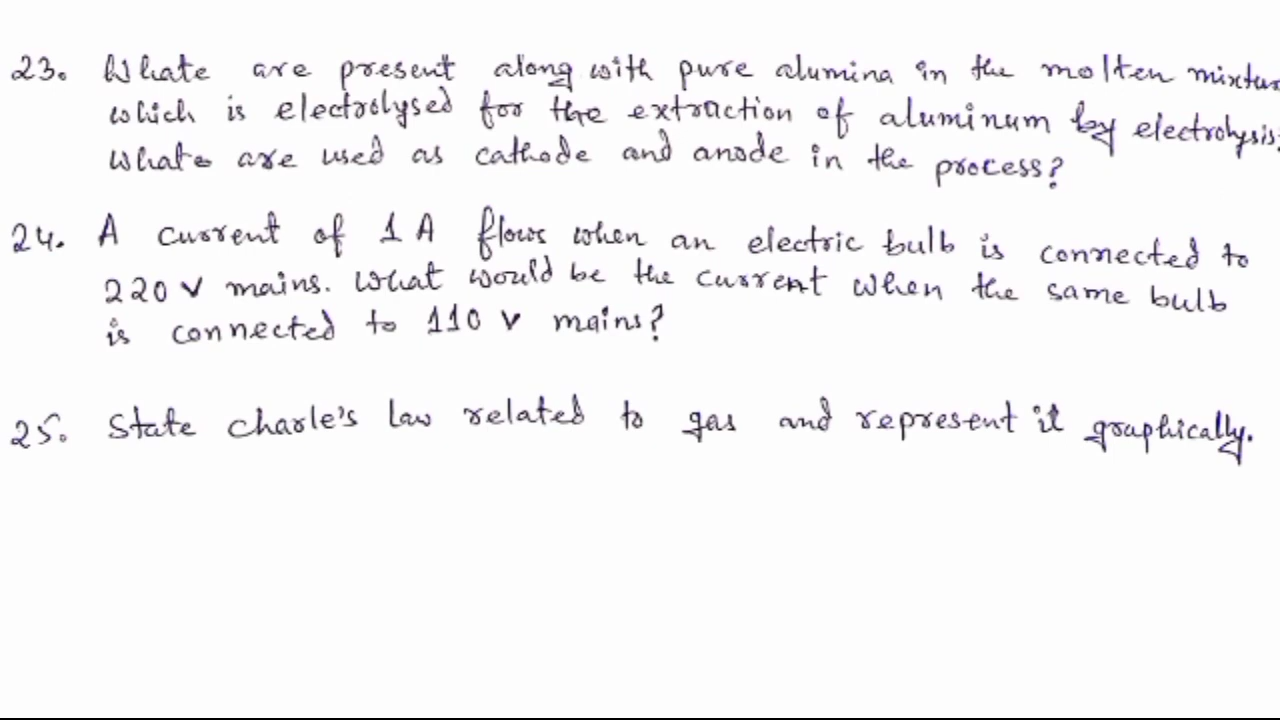 23. Whate are present along with pure alumina in the molten mixtur
which is electrolysed for the extraction of aluminum by electrolysis.
whate are used as cathode and anode in the process?
24. A current of 1 A flows when an electric bulb is connected to
220 V mains. What would be the current when the same bulb
is connected to 110 V mains?
25. State charle's law related to gas and represent it graphically.